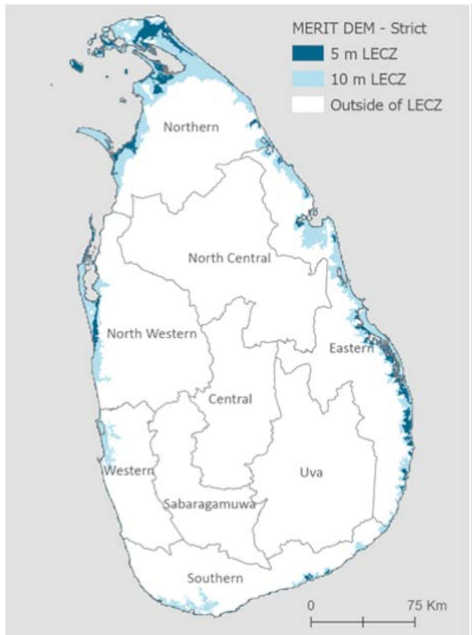 MERIT DEM - Strict
5 m LECZ
10 m LECZ
Outside of LECZ
Northern
North Central
North Western
Eastern
Central
Western
Uva
Sabaragamuwa
Southern
0 75 Km